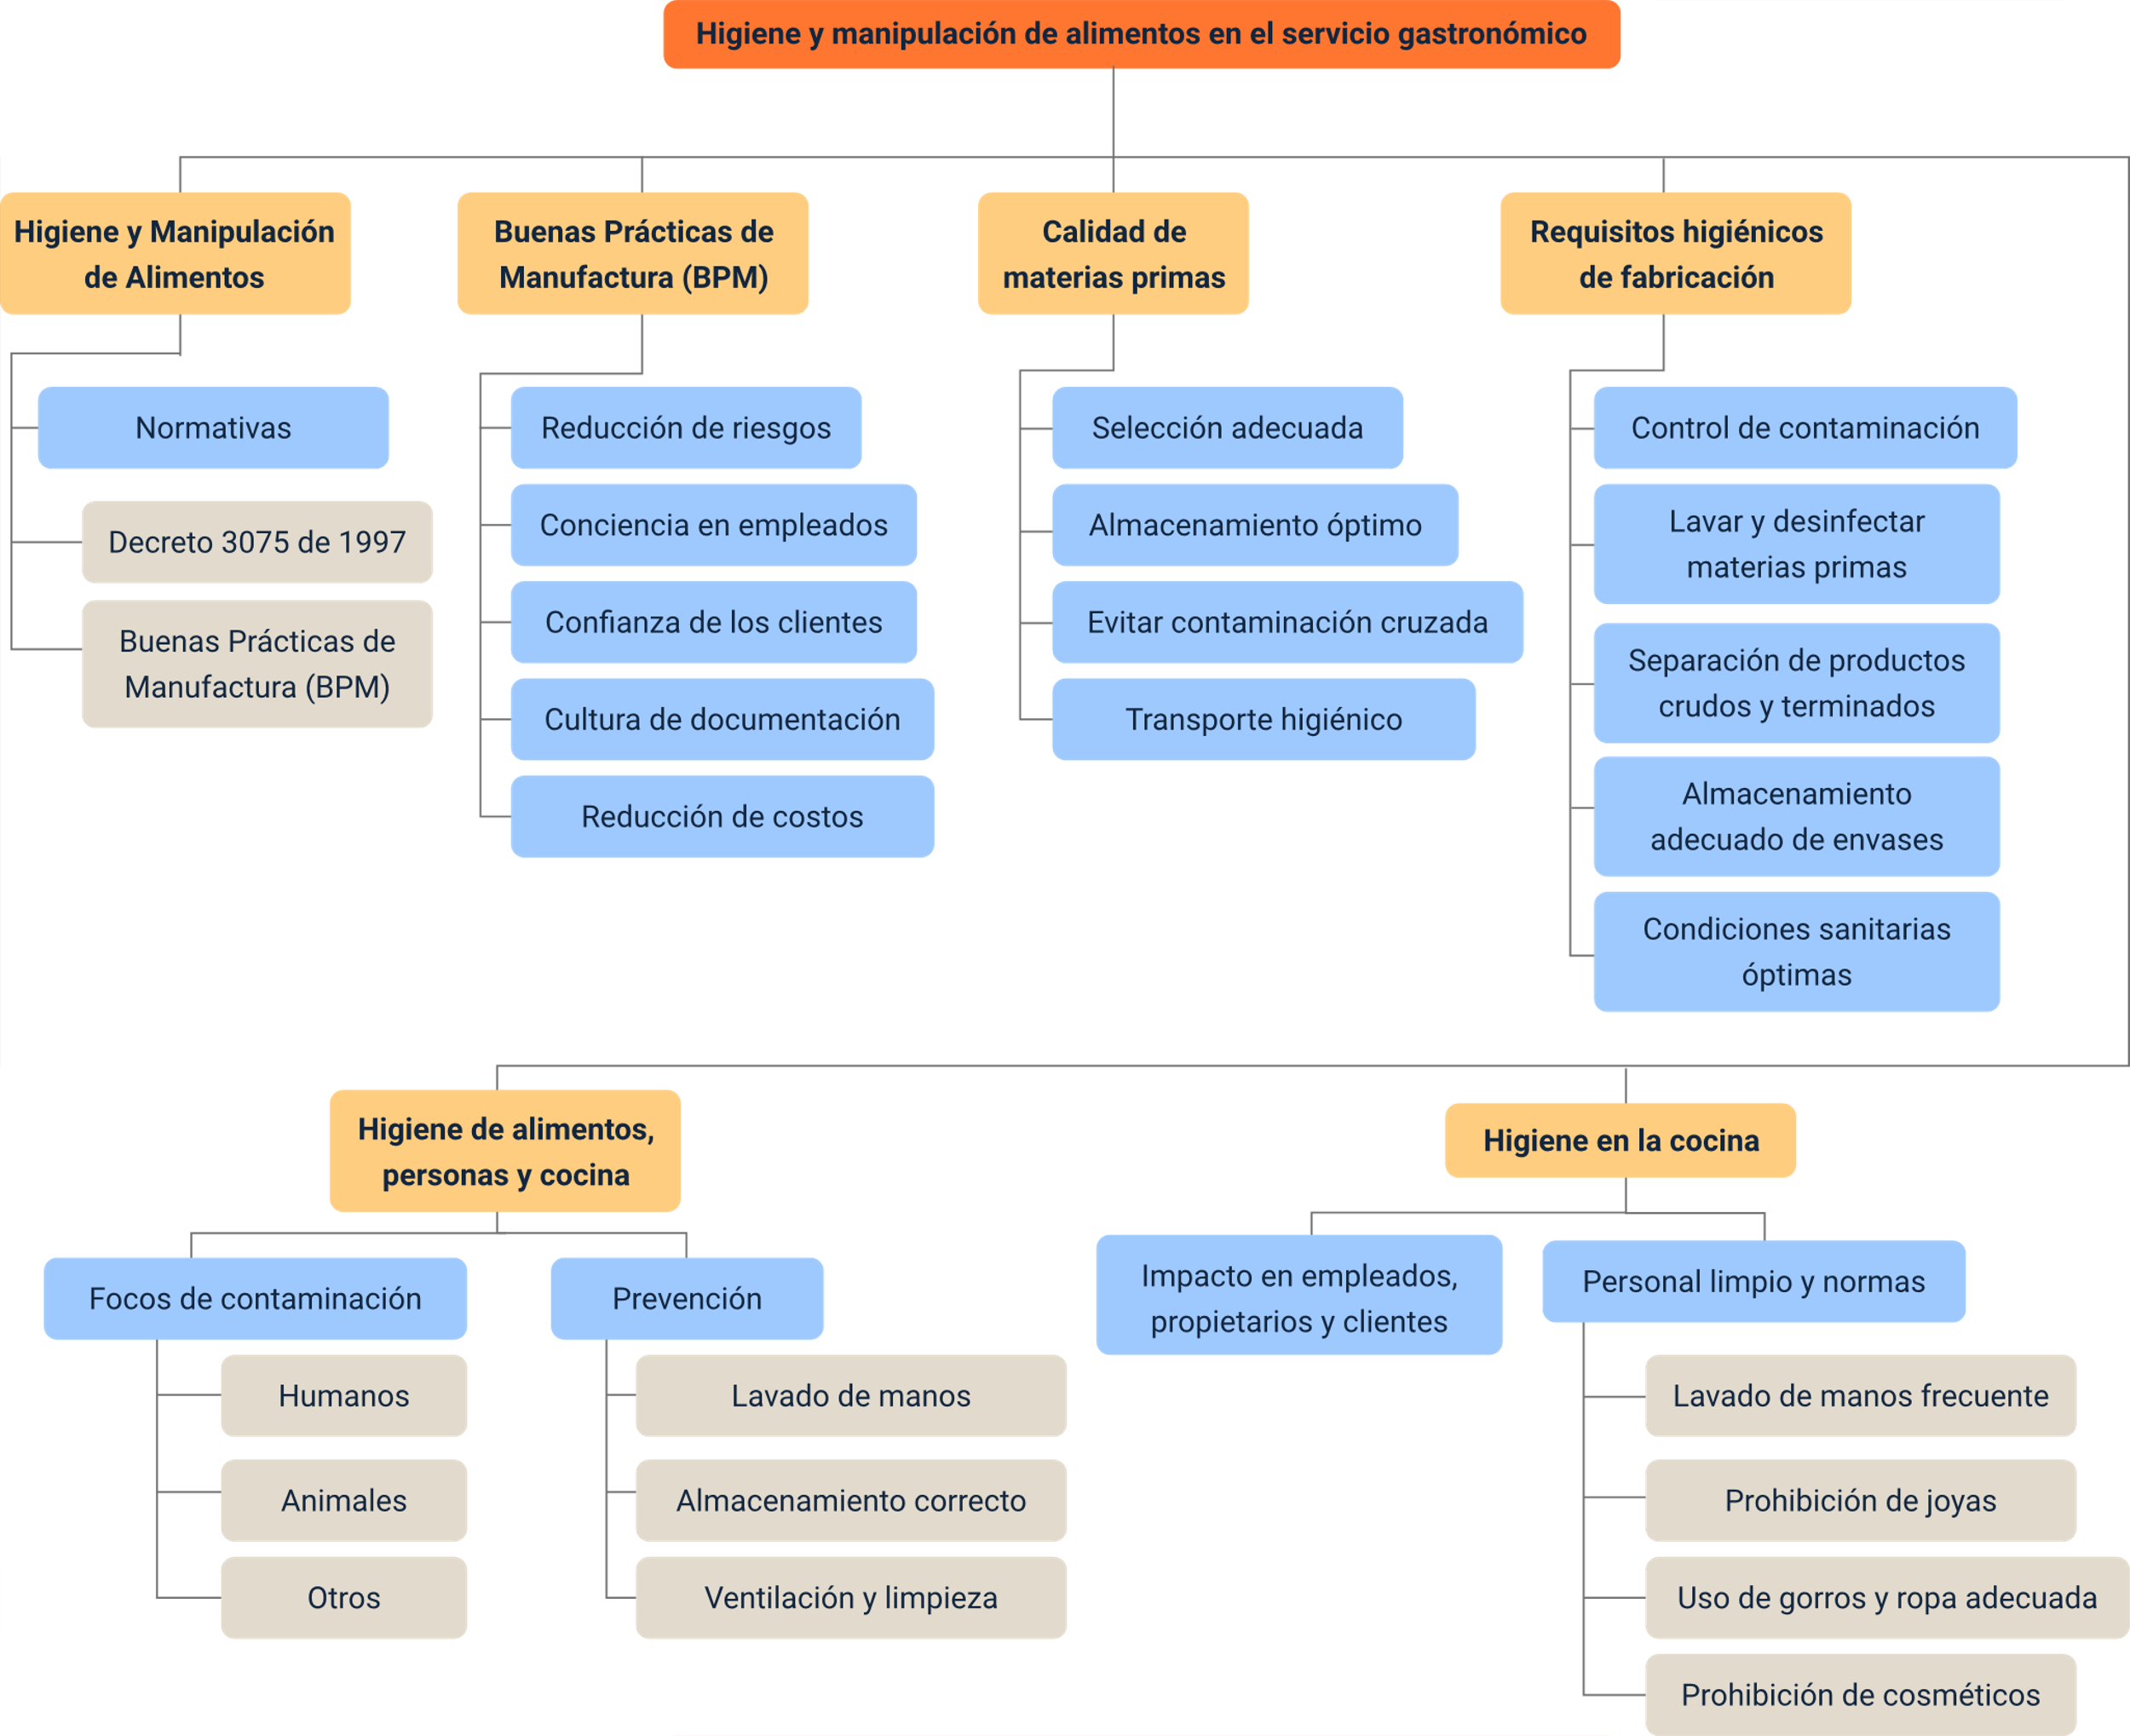 Higiene y manipulación de alimentos en el servicio gastronómico
Higiene y Manipulación
de Alimentos
Normativas
Decreto 3075 de 1997
Buenas Prácticas de
Manufactura (BPM)
Buenas Prácticas de
Manufactura (BPM)
Reducción de riesgos
Conciencia en empleados
Confianza de los clientes
Cultura de documentación
Reducción de costos
Calidad de
materias primas
Selección adecuada
Almacenamiento óptimo
Evitar contaminación cruzada
Transporte higiénico
Requisitos higiénicos
de fabricación
Control de contaminación
Lavar y desinfectar
materias primas
Separación de productos
crudos y terminados
Almacenamiento
adecuado de envases
Condiciones sanitarias
óptimas
Higiene de alimentos,
personas y cocina
Focos de contaminación
Humanos
Animales
Otros
Prevención
Lavado de manos
Almacenamiento correcto
Ventilación y limpieza
Higiene en la cocina
Impacto en empleados,
propietarios y clientes
Personal limpio y normas
Lavado de manos frecuente
Prohibición de joyas
Uso de gorros y ropa adecuada
Prohibición de cosméticos